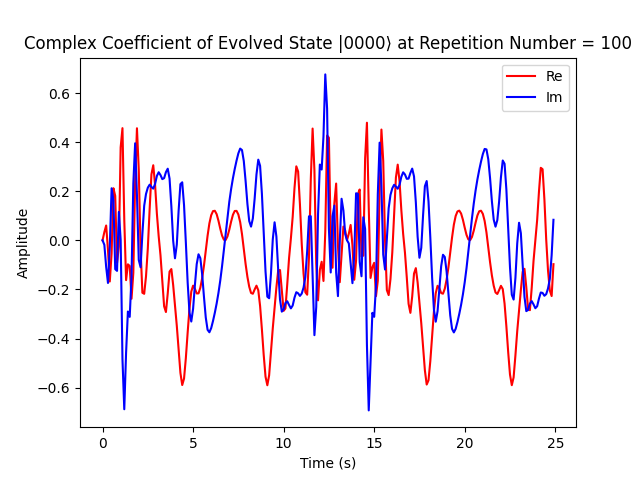 Complex Coefficient of Evolved State |0000⟩ at Repetition Number = 100
Re
Im
Amplitude
0.6
0.4
0.2
0.0
−0.2
−0.4
−0.6
0 5 10 15 20 25
Time (s)